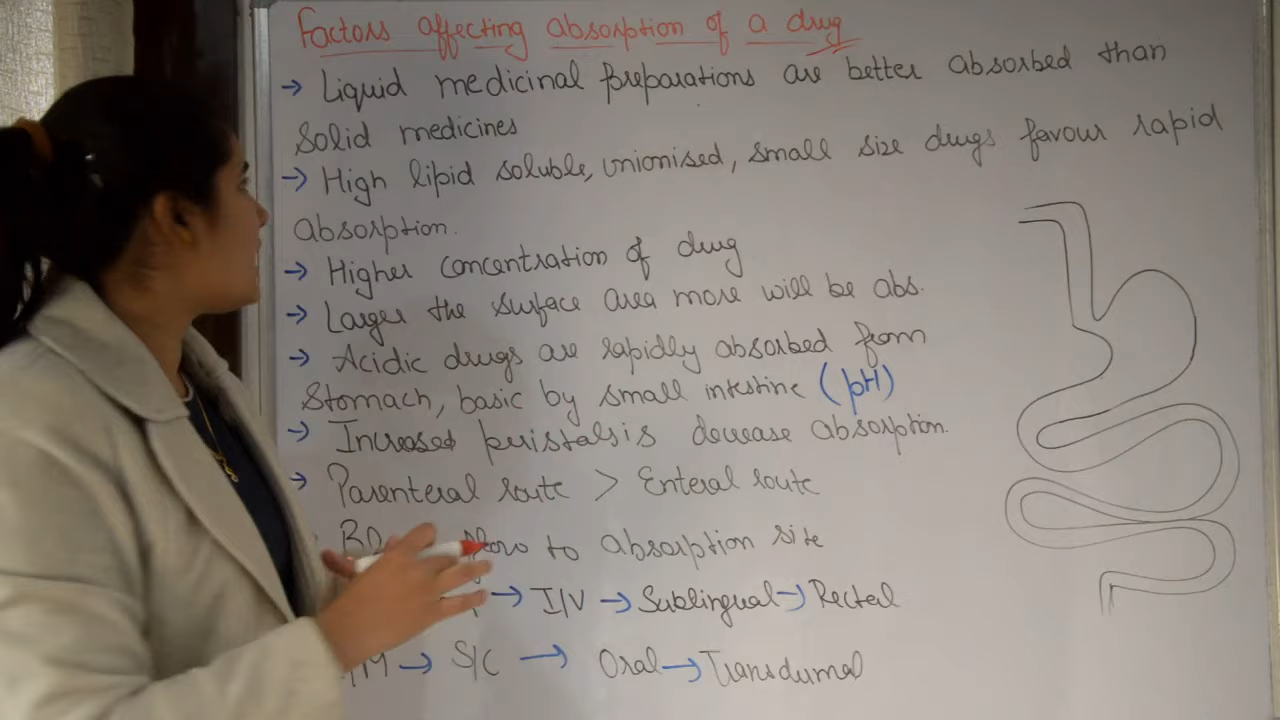 Factors affecting absorption of a drug
→ Liquid medicinal preparations are better absorbed than
solid medicines
→ High lipid soluble, unionised, small size drugs favour rapid
absorption.
→ Higher concentration of drug
→ Larger the surface area more will be abs.
→ Acidic drugs are rapidly absorbed from
Stomach, basic by small intestine (pH)
→ Increased peristalsis decrease absorption.
→ Parenteral route > Enteral route
flow to absorption site
→ I/V → Sublingual → Rectal
→ S/C → Oral → Transdermal